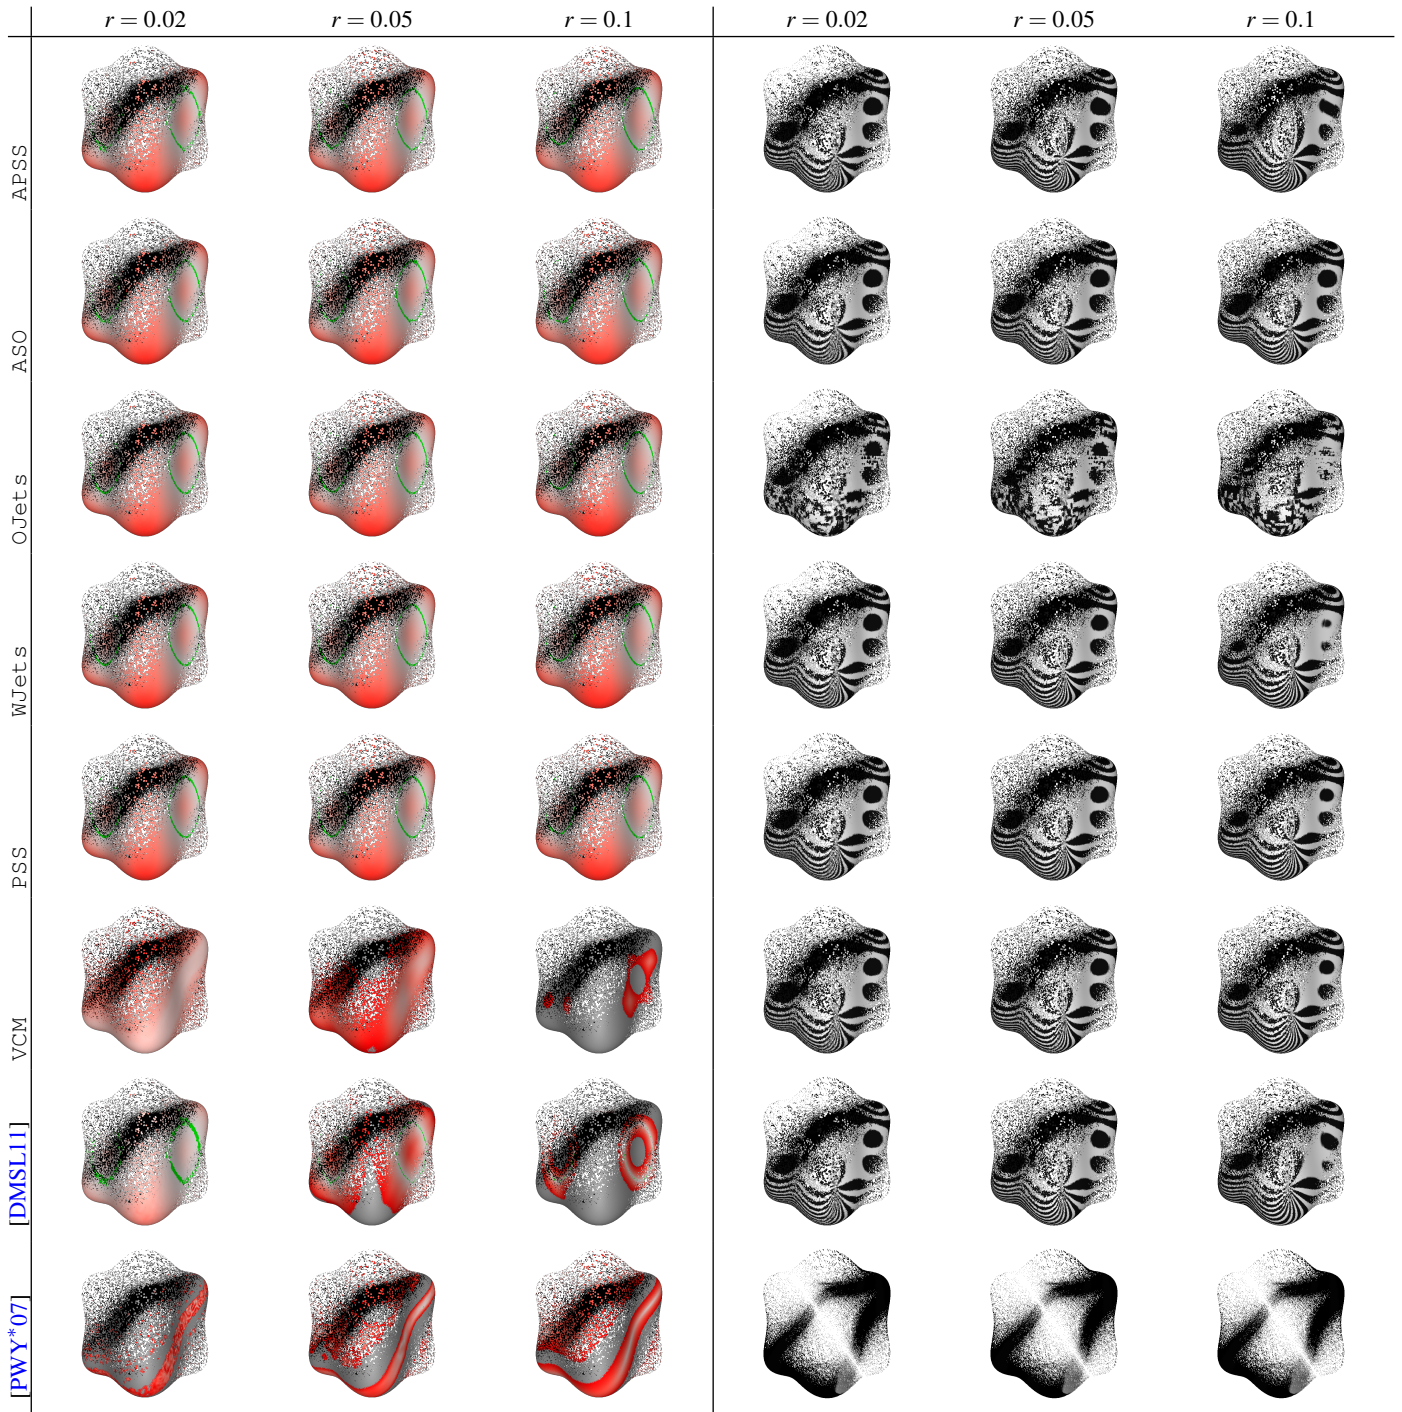 r = 0.02 r = 0.05 r = 0.1 r = 0.02 r = 0.05 r = 0.1
APSS
ASO
OJets
WJets
PSS
VCM
[DMSL11]
[PWY*07]